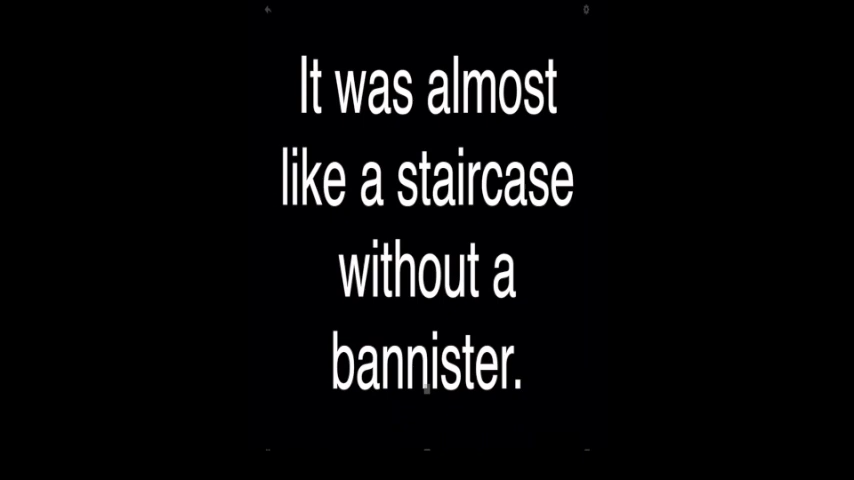 It was almost
like a staircase
without a
bannister.